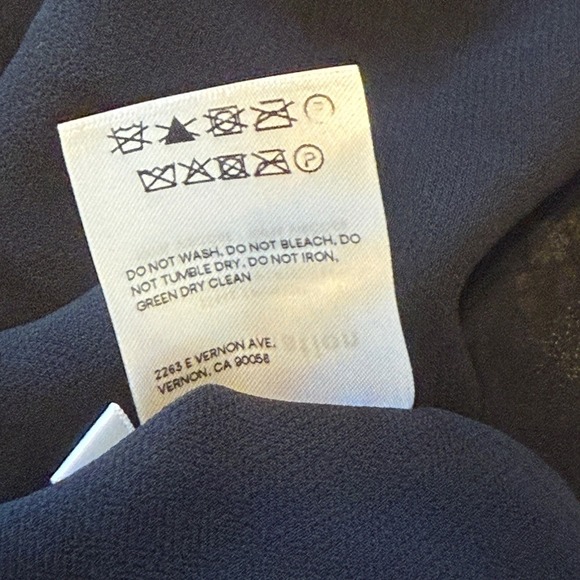 P
DO NOT WASH, DO NOT BLEACH, DO
NOT TUMBLE DRY, DO NOT IRON,
GREEN DRY CLEAN
2263 E VERNON AVE,
VERNON, CA 90058